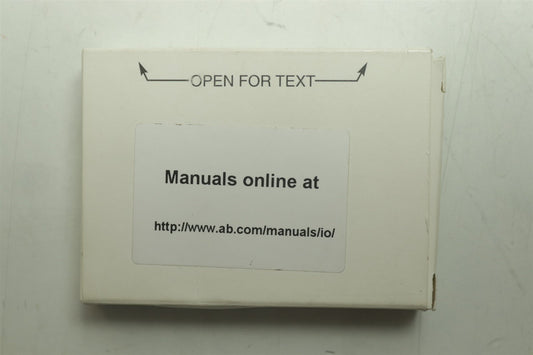 OPEN FOR TEXT
Manuals online at
http://www.ab.com/manuals/io/